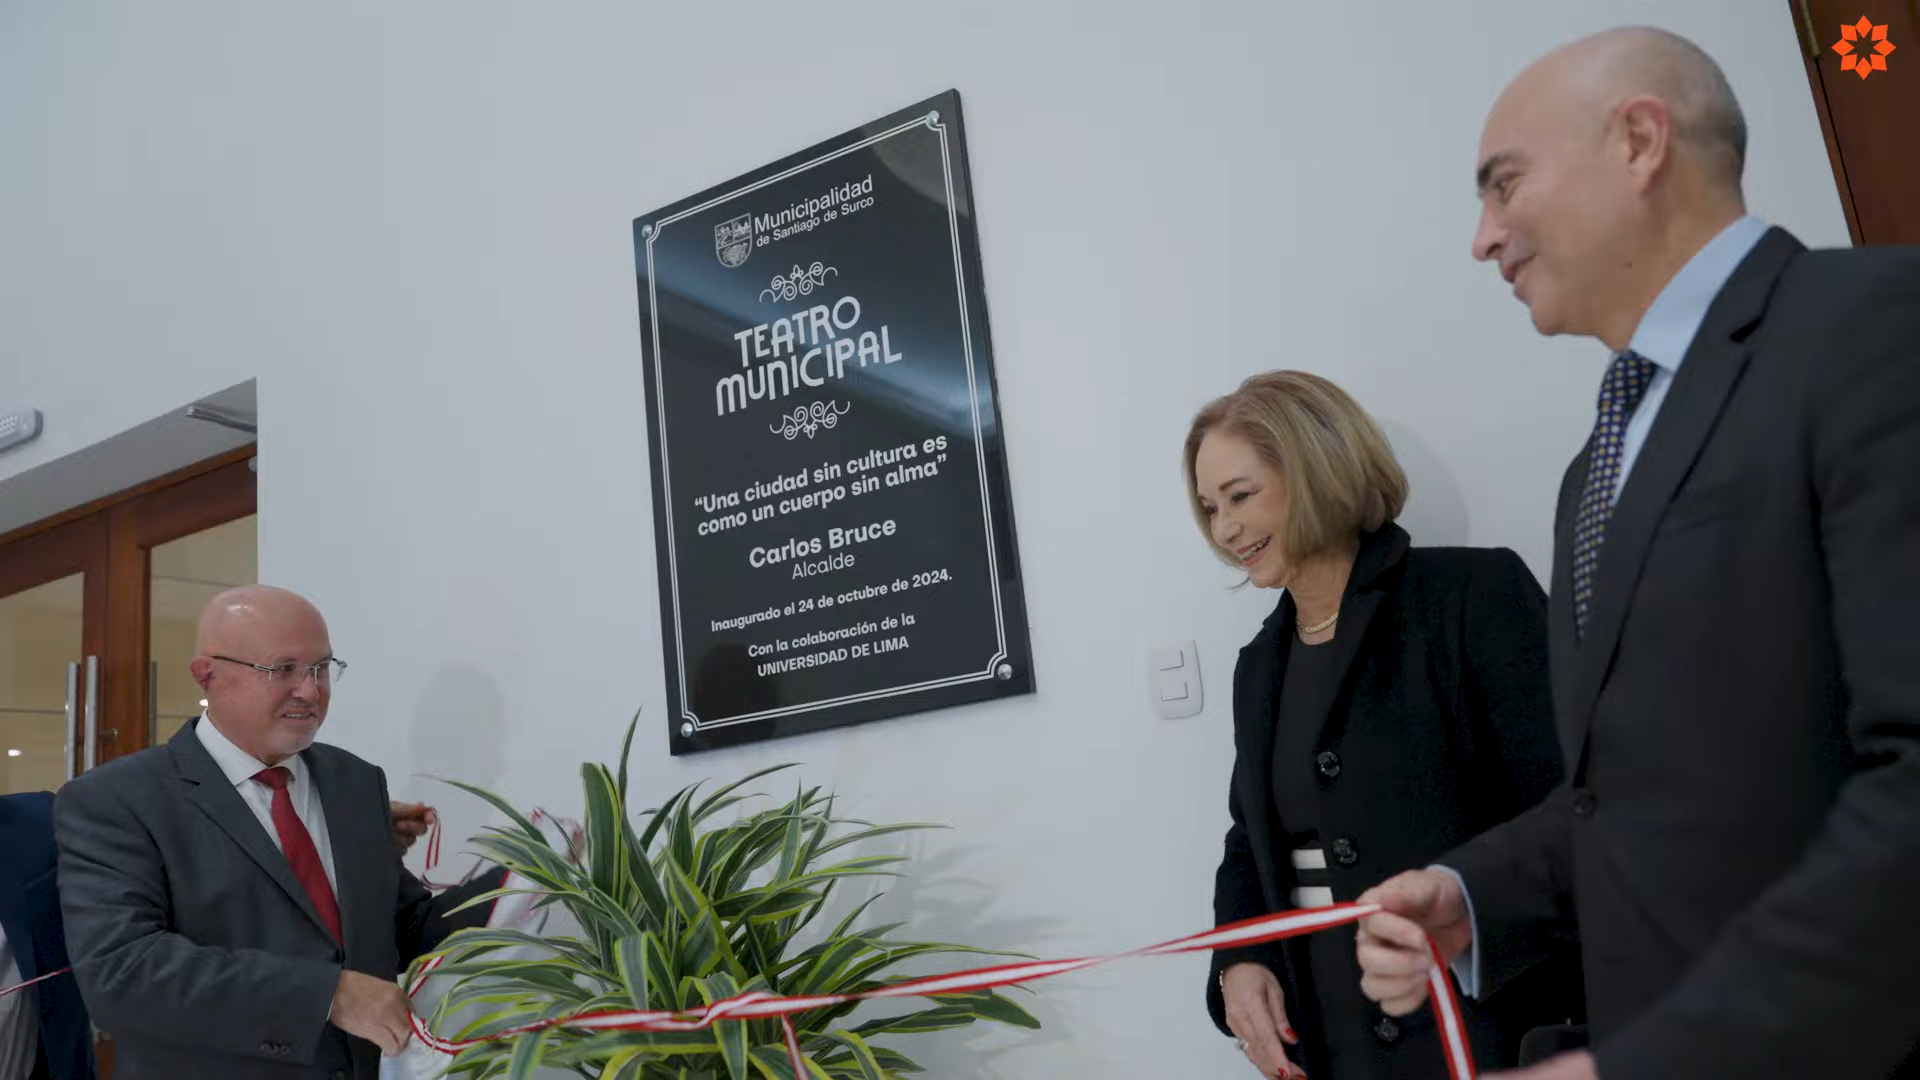 Municipalidad
de Santiago de Surco
TEATRO
MUNICIPAL
“Una ciudad sin cultura es
como un cuerpo sin alma”
Carlos Bruce
Alcalde
Inaugurado el 24 de octubre de 2024.
Con la colaboración de la
UNIVERSIDAD DE LIMA